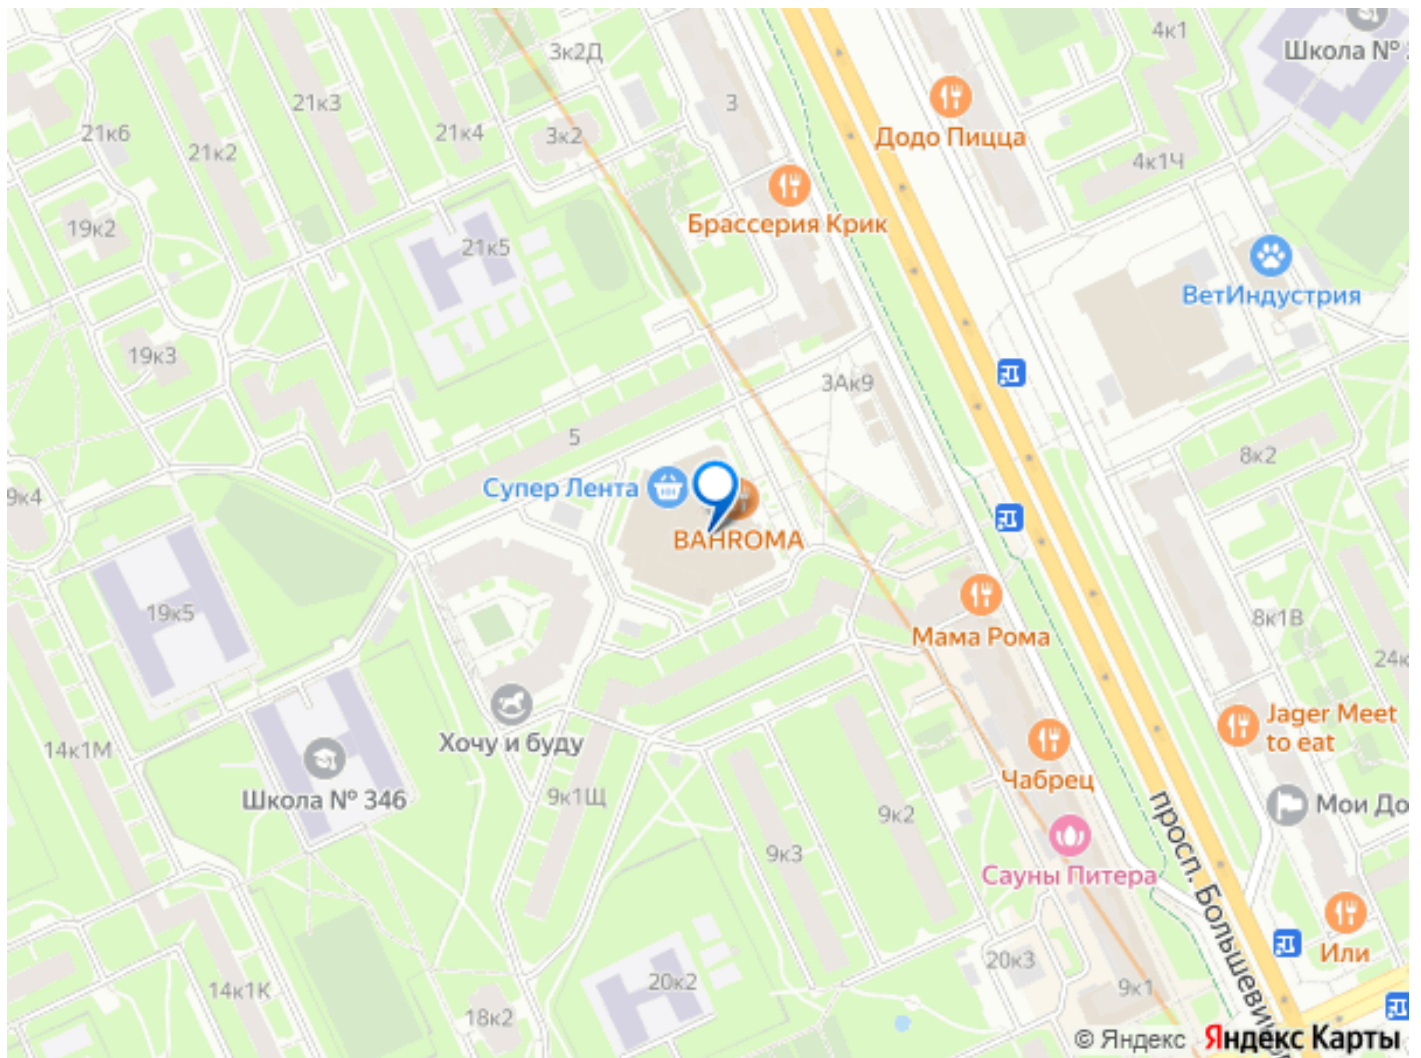 4к1
Школа №
3к2Д
21к3
3
Додо Пицца
21к6
21к4
3к2
21к2
4к1Ч
Брассерия Крик
19к2
21к5
ВетИндустрия
19к3
3Ак9
5
8к2
Супер Лента
9к4
BAHROMA
19к5
Мама Рома
8к1В
24к
Jager Meet
to eat
Хочу и буду
14к1М
Чабрец
Школа № 346
9к1Щ
9к2
Мои До
9к3
Сауны Питера
просп. Большевик
Или
20к3
20к2
14к1К
9к1
18к2
© Яндекс Яндекс Карты